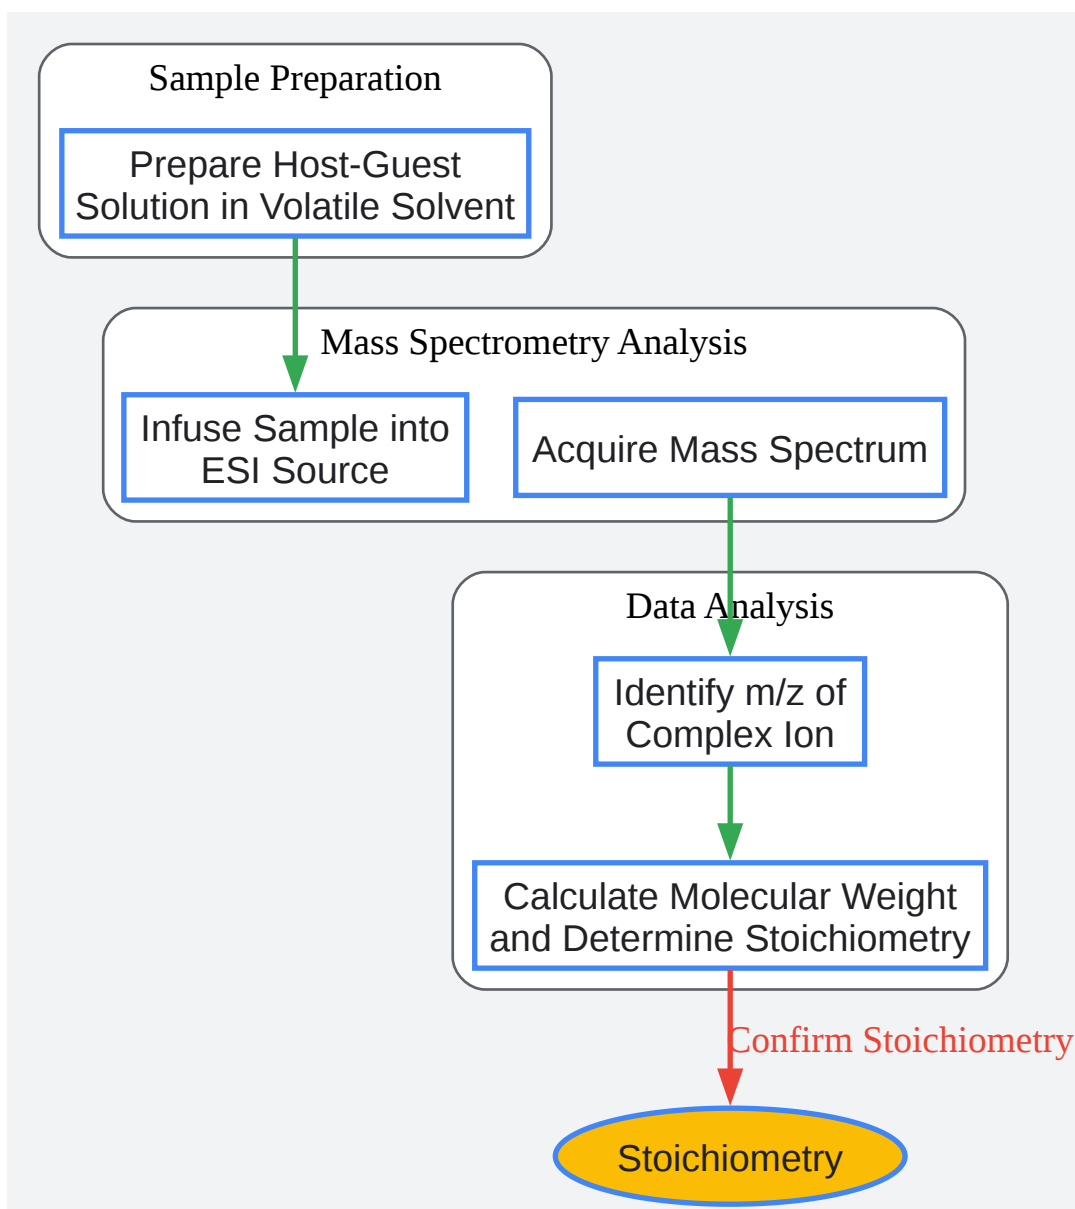 Sample Preparation
Prepare Host-Guest
Solution in Volatile Solvent
Mass Spectrometry Analysis
Infuse Sample into
ESI Source
Acquire Mass Spectrum
Data Analysis
Identify m/z of
Complex Ion
Calculate Molecular Weight
and Determine Stoichiometry
Confirm Stoichiometry
Stoichiometry